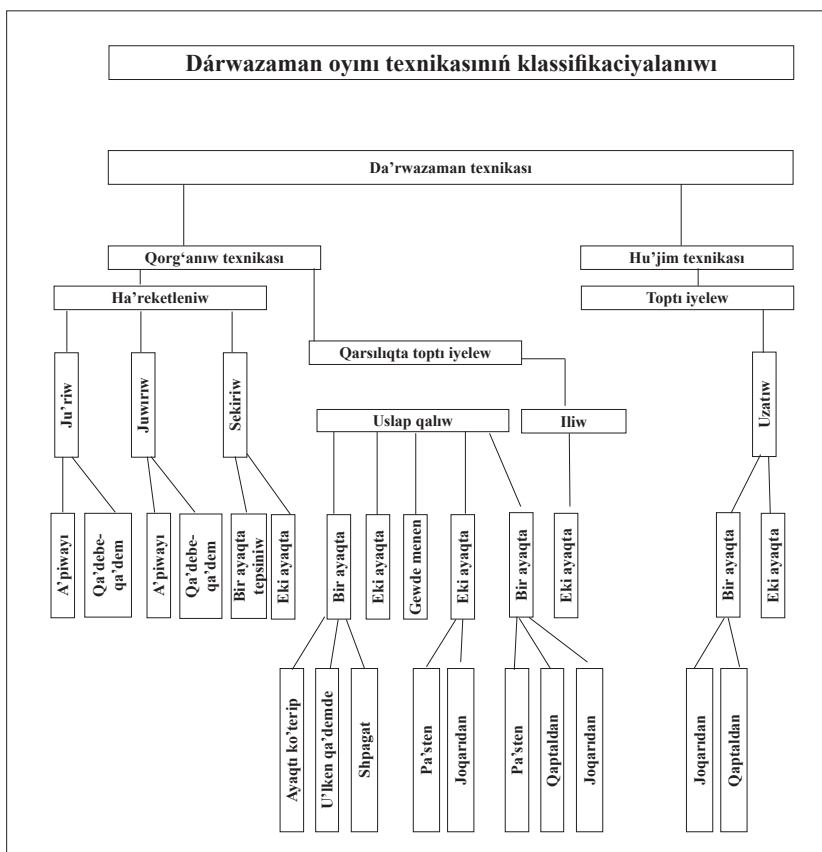 Dárwazaman oyını texnikasınıń klassifikaciyalanıwı
Da'rwazaman texnikası
Qorg‘anıw texnikası
Hu'jim texnikası
Ha'reketleniw
Toptı iyelew
Qarsılıqta toptı iyelew
Ju'riw
Juwırıw
Sekiriw
Uzatıw
Uslap qalıw
Iliw
A'piwayı
Qa'debe-
qa'dem
A'piwayı
Qa'debe-
qa'dem
Bir ayaqta
tepsiniw
Eki ayaqta
Bir ayaqta
Eki ayaqta
Gewde menen
Eki ayaqta
Bir ayaqta
Eki ayaqta
Bir ayaqta
Eki ayaqta
Ayaqtı ko'terip
U'lken qa'demde
Shpagat
Pa'sten
Joqarıdan
Pa'sten
Qaptaldan
Joqarıdan
Joqarıdan
Qaptaldan